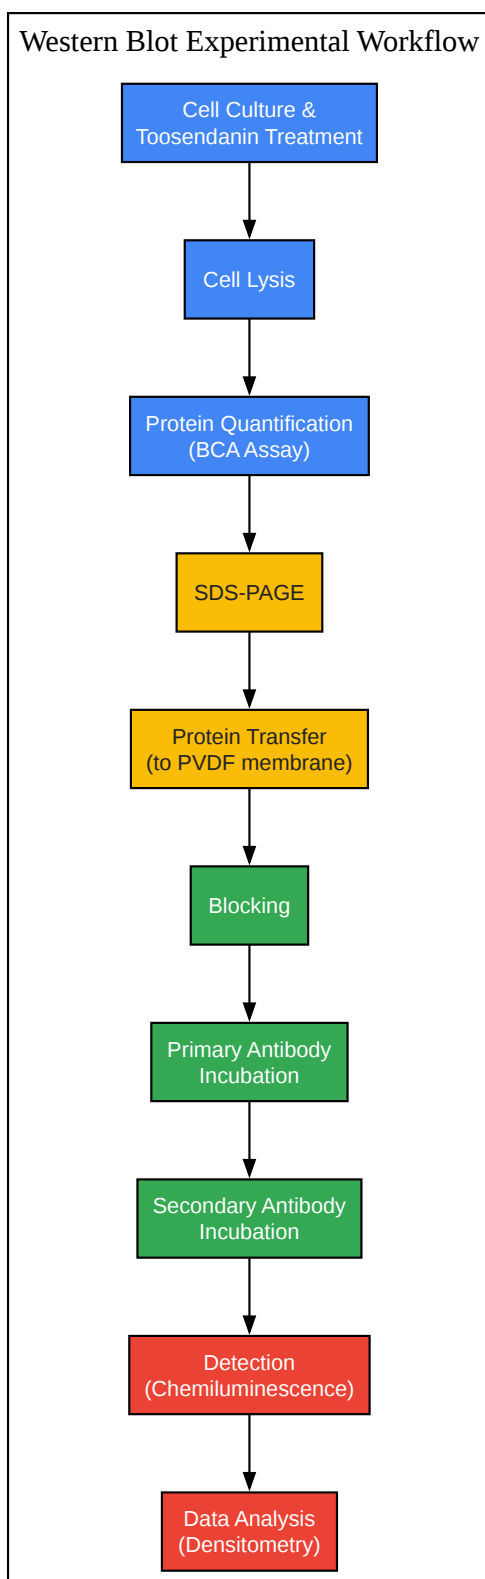 Western Blot Experimental Workflow
Cell Culture &
Toosendanin Treatment
Cell Lysis
Protein Quantification
(BCA Assay)
SDS-PAGE
Protein Transfer
(to PVDF membrane)
Blocking
Primary Antibody
Incubation
Secondary Antibody
Incubation
Detection
(Chemiluminescence)
Data Analysis
(Densitometry)